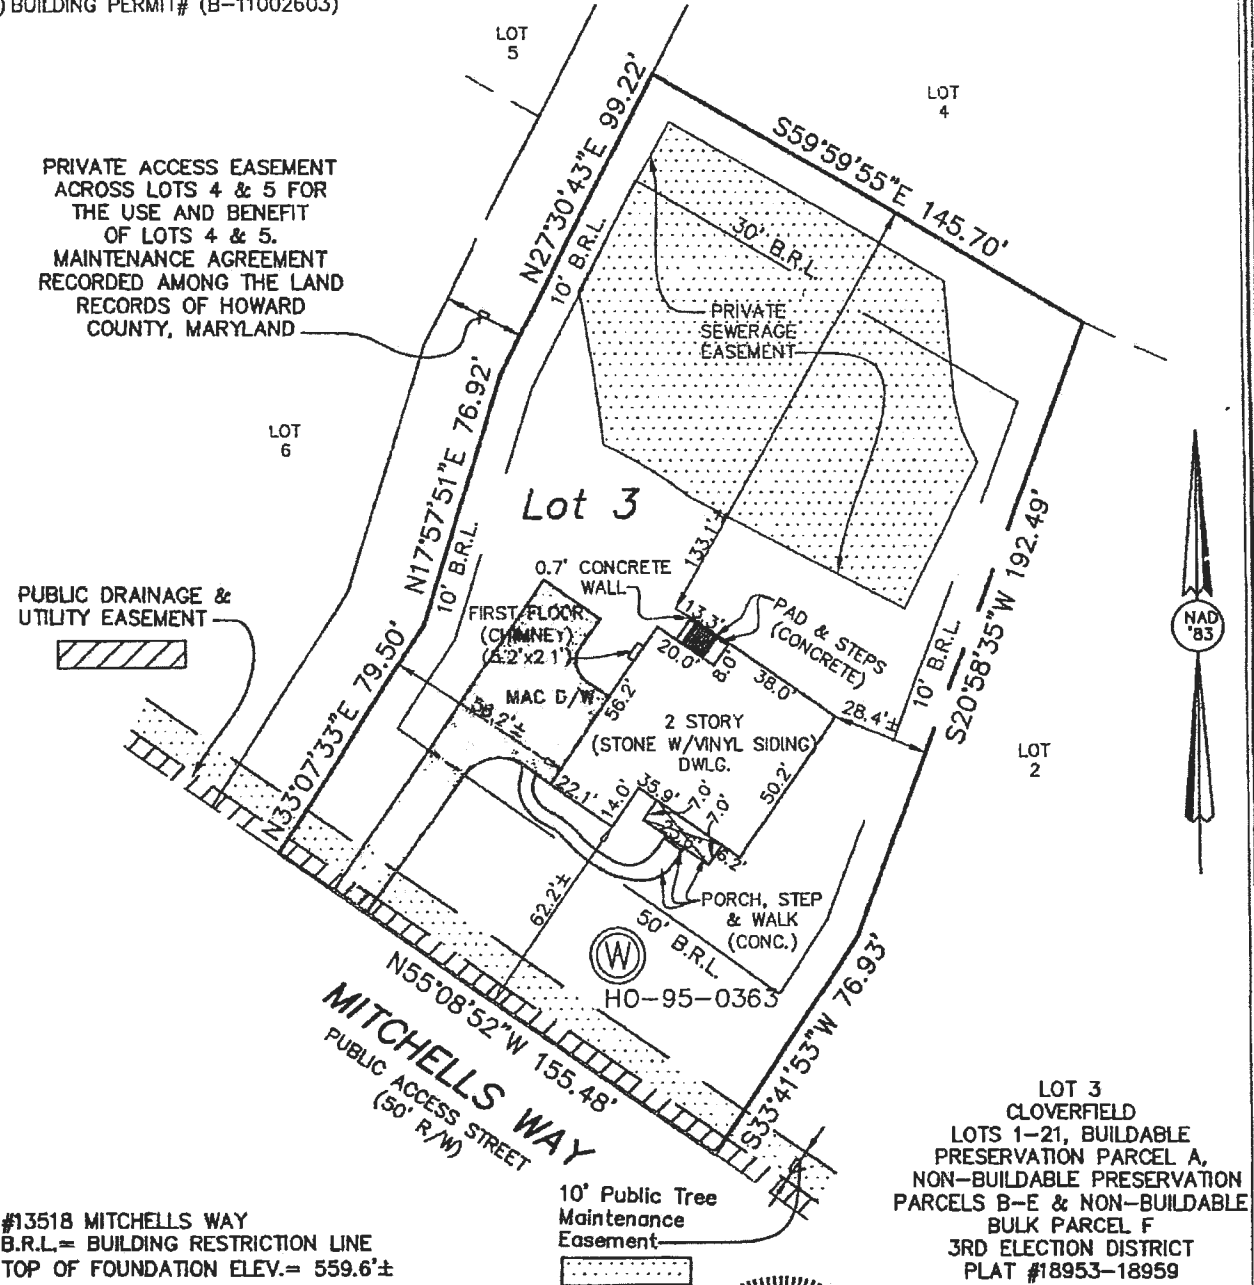 ) BUILDING PERMIT# (B-11002603)
LOT
5
LOT
4
PRIVATE ACCESS EASEMENT
ACROSS LOTS 4 & 5 FOR
THE USE AND BENEFIT
OF LOTS 4 & 5.
MAINTENANCE AGREEMENT
RECORDED AMONG THE LAND
RECORDS OF HOWARD
COUNTY, MARYLAND
N27°30'43"E 99.22'
10' B.R.L.
S59°59'55"E 145.70'
30' B.R.L.
PRIVATE
SEWERAGE
EASEMENT
LOT
6
N17°57'51"E 76.92'
10' B.R.L.
Lot 3
133.1'±
S20°58'35"W 192.49'
10' B.R.L.
NAD
'83
PUBLIC DRAINAGE &
UTILITY EASEMENT
0.7' CONCRETE
WALL
13.3'
PAD & STEPS
(CONCRETE)
FIRST FLOOR
(CHIMNEY)
20.0'
8.0'
38.0'
28.4'±
MAC D/W
56.2'
58.2'±
2 STORY
(STONE W/VINYL SIDING)
DWLG.
LOT
2
N33°07'33"E 79.50'
22.1'
14.0'
35.9'
7.0'
7.0'
50.2'
6.2'
62.2'±
PORCH, STEP
& WALK
(CONC.)
50' B.R.L.
W
HO-95-0363
N55°08'52"W 155.48'
MITCHELLS WAY
PUBLIC ACCESS STREET
(50' R/W)
S33°41'53"W 76.93'
LOT 3
CLOVERFIELD
LOTS 1-21, BUILDABLE
PRESERVATION PARCEL A,
NON-BUILDABLE PRESERVATION
PARCELS B-E & NON-BUILDABLE
BULK PARCEL F
3RD ELECTION DISTRICT
PLAT #18953-18959
10' Public Tree
Maintenance
Easement
#13518 MITCHELLS WAY
B.R.L.= BUILDING RESTRICTION LINE
TOP OF FOUNDATION ELEV.= 559.6'±